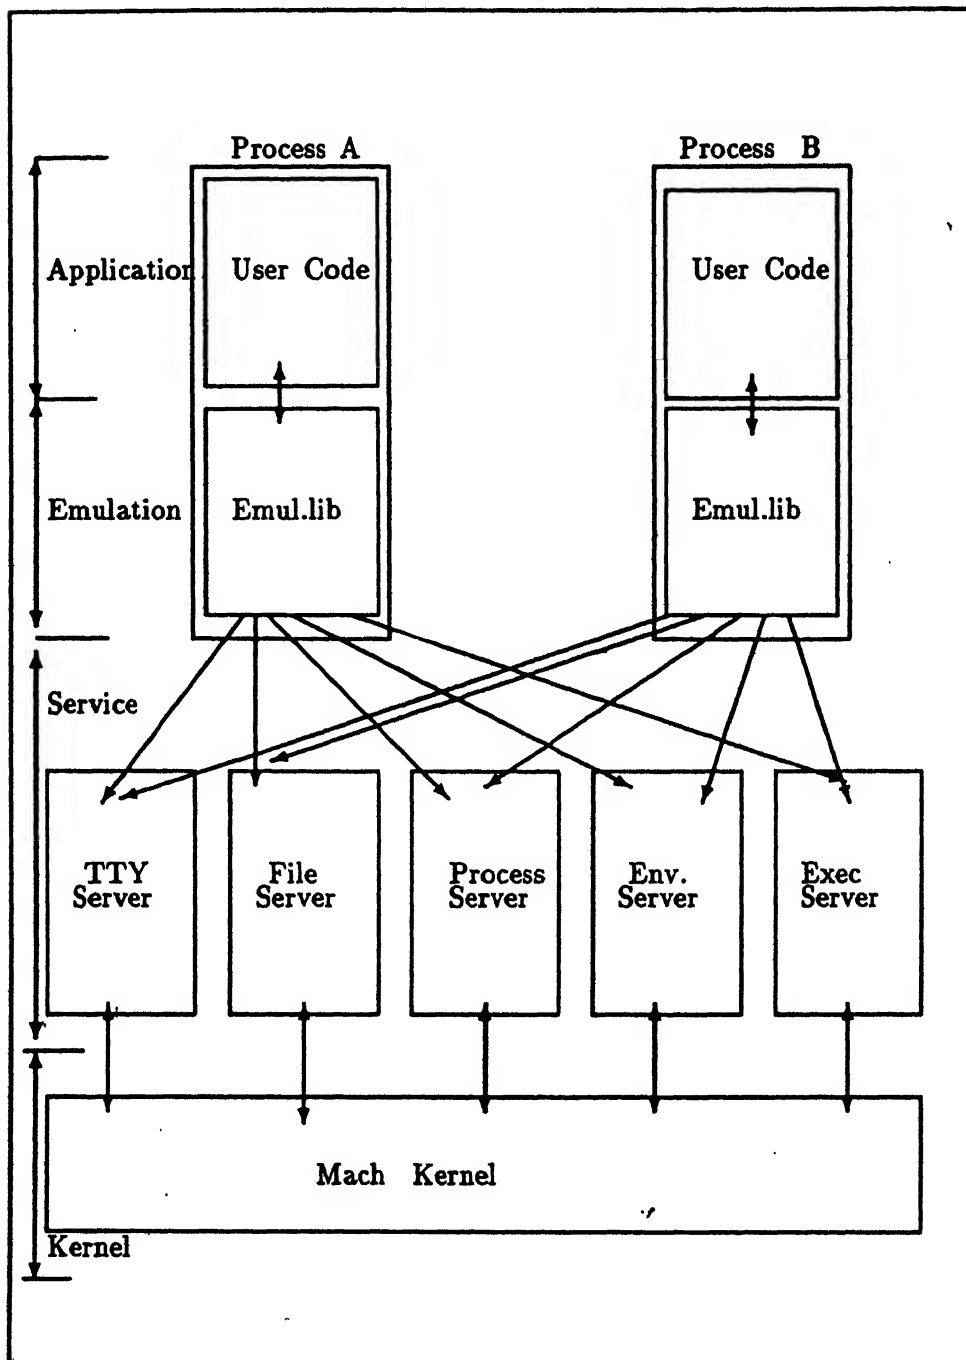 Process A
Process B
Application
User Code
User Code
Emulation
Emul.lib
Emul.lib
Service
TTY
Server
File
Server
Process
Server
Env.
Server
Exec
Server
Mach Kernel
Kernel